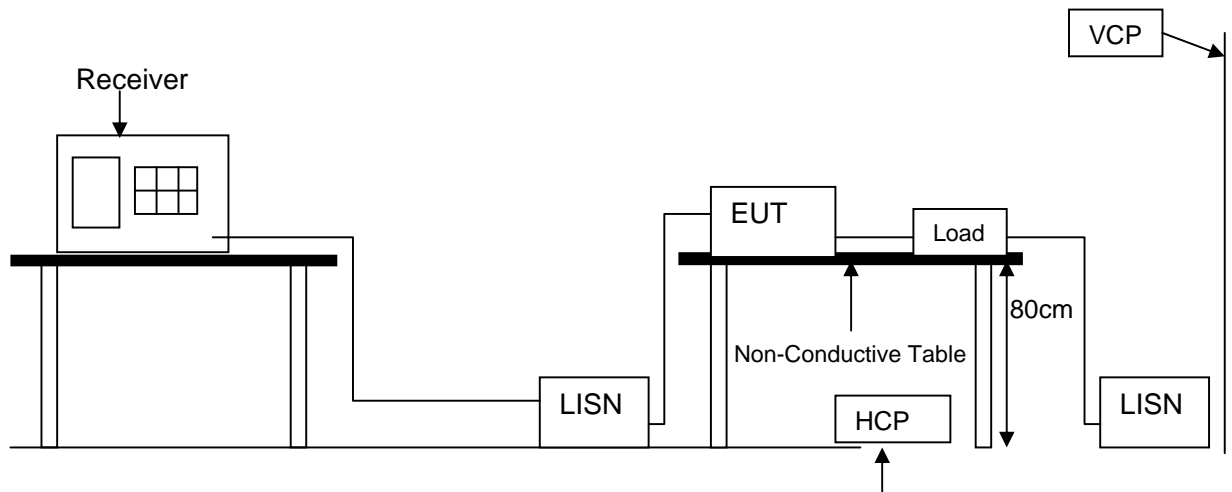 VCP
Receiver
EUT
Load
80cm
Non-Conductive Table
LISN
HCP
LISN